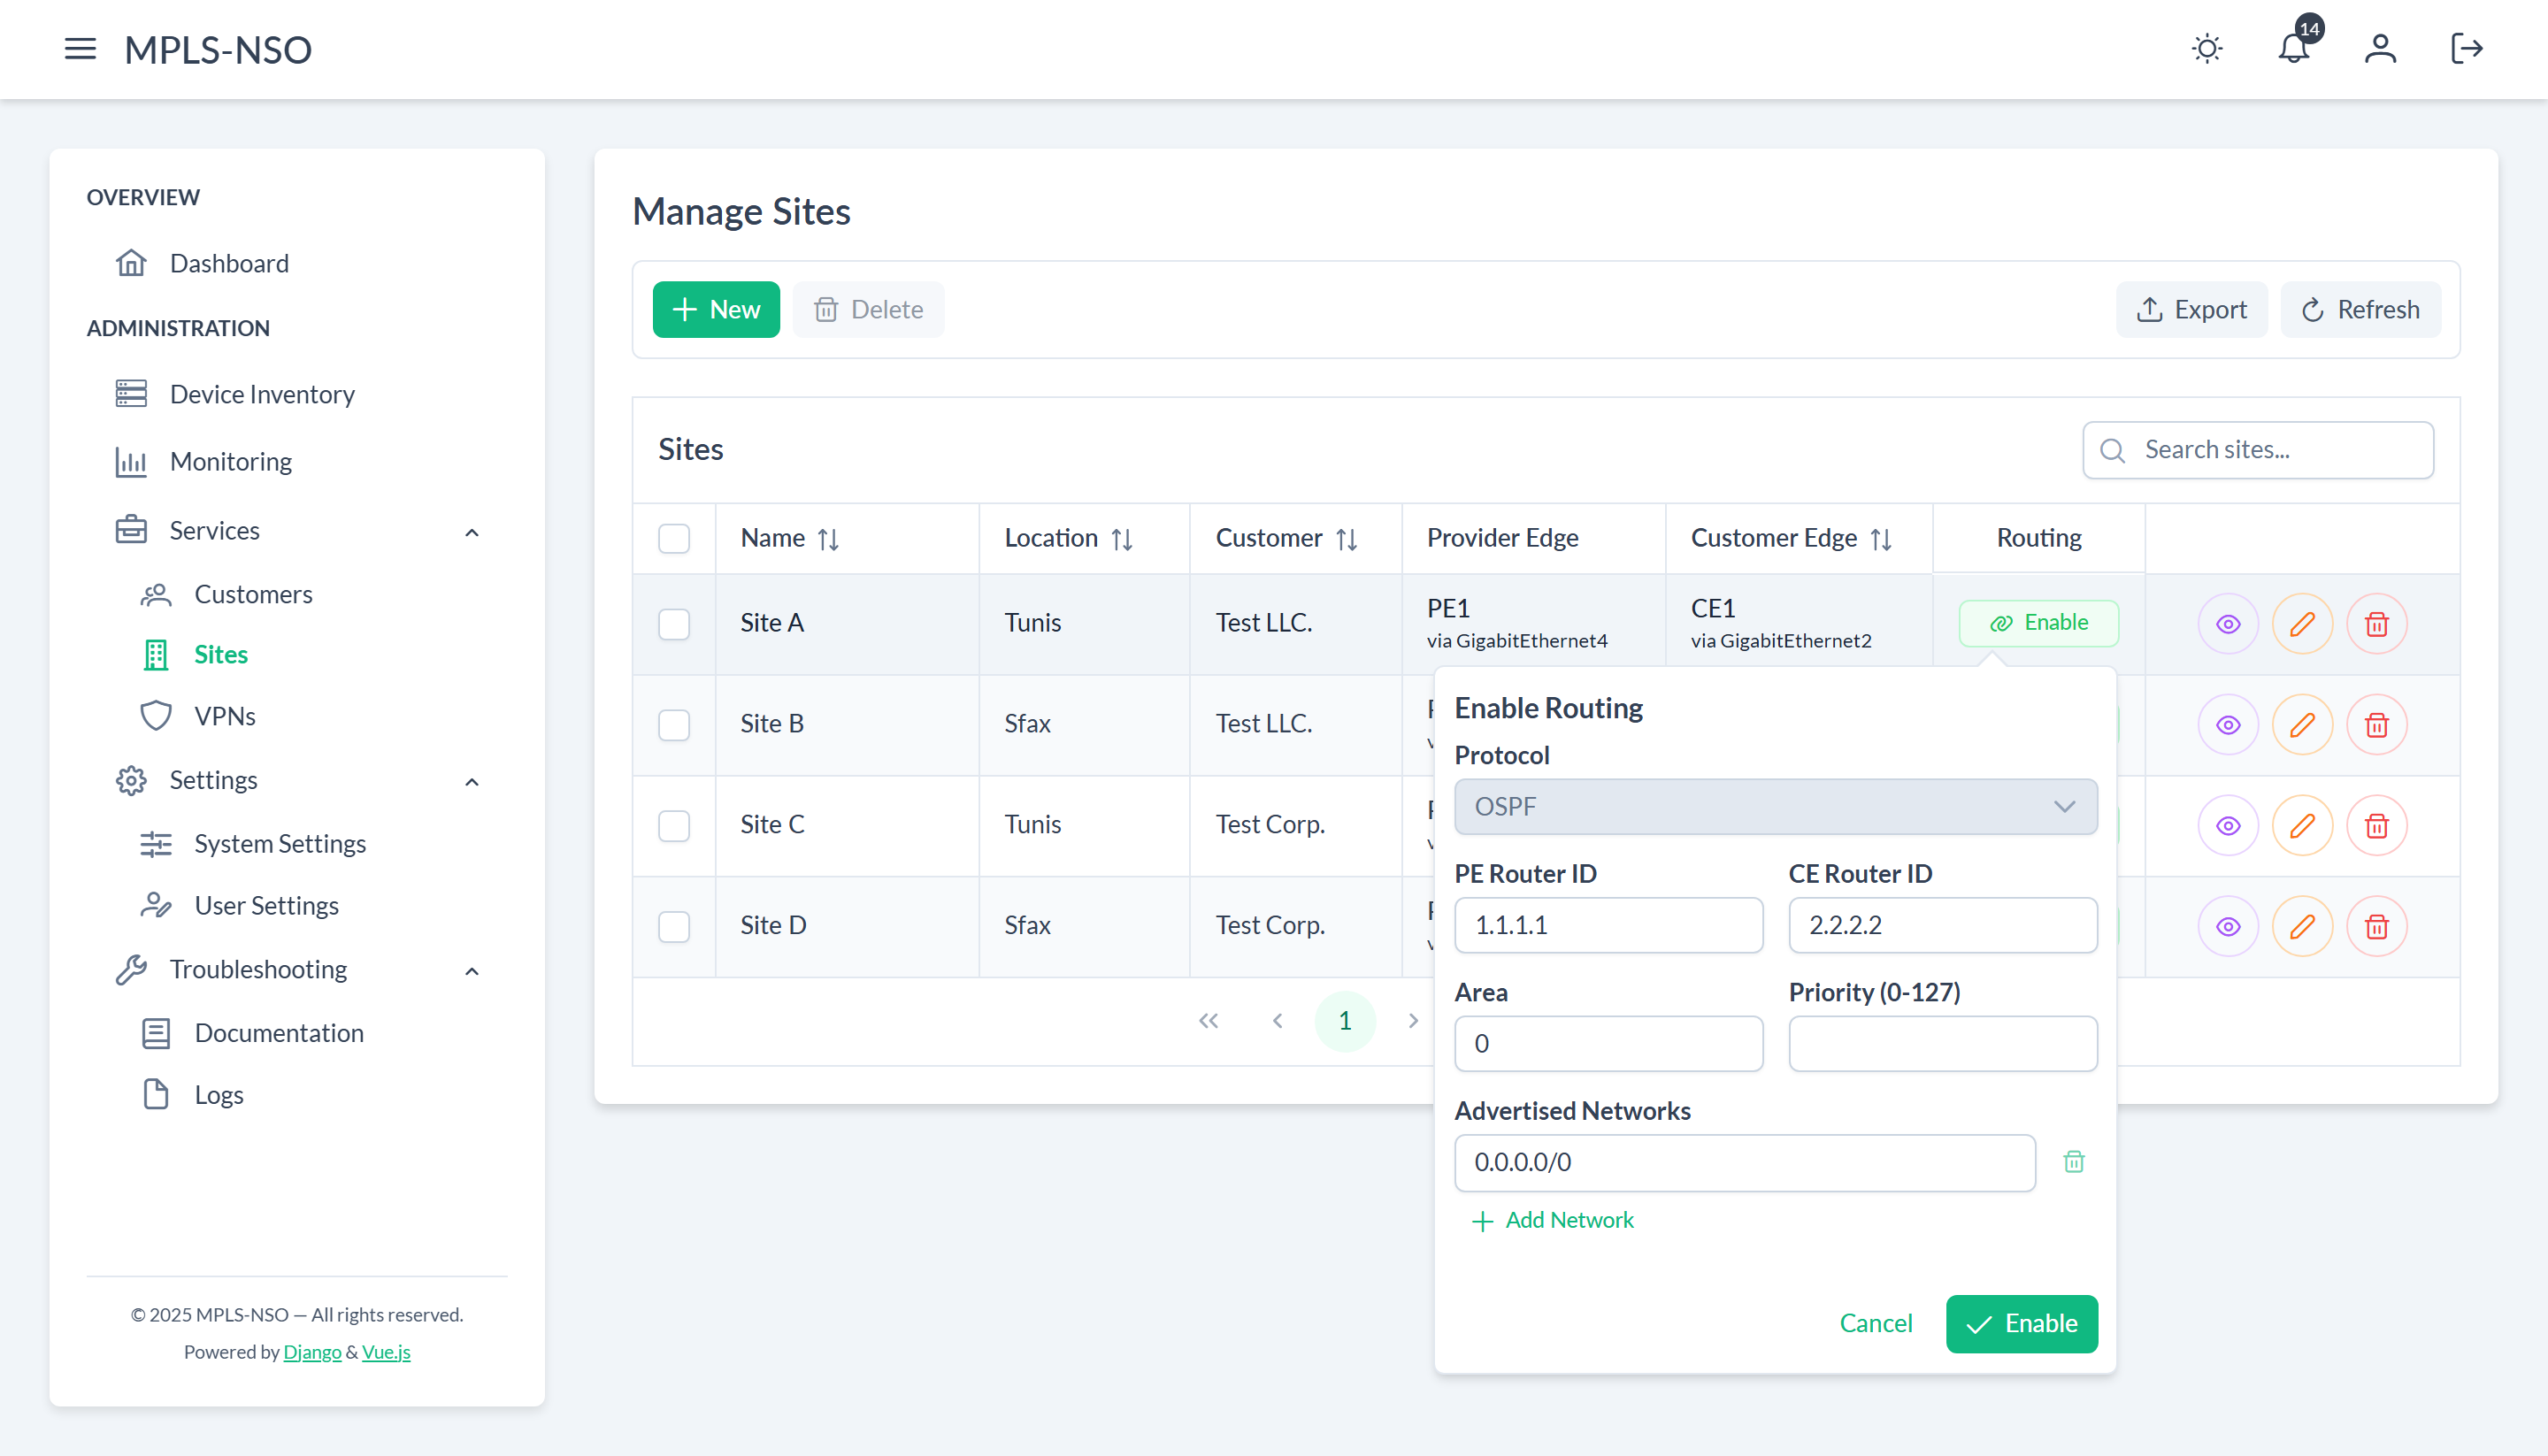 MPLS-NSO
14
OVERVIEW
Dashboard
ADMINISTRATION
Device Inventory
Monitoring
Services
Customers
Sites
VPNs
Settings
System Settings
User Settings
Troubleshooting
Documentation
Logs
© 2025 MPLS-NSO — All rights reserved.
Powered by Django & Vue.js
Manage Sites
New
Delete
Export
Refresh
Sites
Search sites...
Name Location Customer Provider Edge Customer Edge Routing
Site A Tunis Test LLC. PE1 CE1 Enable
via GigabitEthernet4 via GigabitEthernet2
Site B Sfax Test LLC.
Site C Tunis Test Corp.
Site D Sfax Test Corp.
1
Enable Routing
Protocol
OSPF
PE Router ID CE Router ID
1.1.1.1 2.2.2.2
Area Priority (0-127)
0
Advertised Networks
0.0.0.0/0
Add Network
Cancel Enable